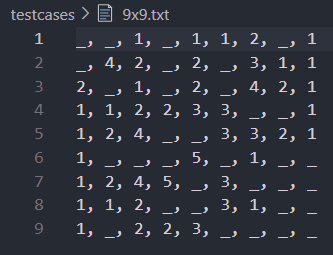 testcases > 9x9.txt
1 _, _, 1, _, 1, 1, 2, _, 1
2 _, 4, 2, _, 2, _, 3, 1, 1
3 2, _, 1, _, 2, _, 4, 2, 1
4 1, 1, 2, 2, 3, 3, _, _, 1
5 1, 2, 4, _, _, 3, 3, 2, 1
6 1, _, _, _, 5, _, 1, _, _
7 1, 2, 4, 5, _, 3, _, _, _
8 1, 1, 2, _, _, 3, 1, _, _
9 1, _, 2, 2, 3, _, _, _, _